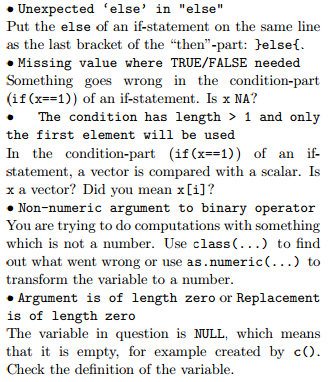 • Unexpected ‘else’ in "else"
Put the else of an if-statement on the same line
as the last bracket of the “then”-part: }else{.
• Missing value where TRUE/FALSE needed
Something goes wrong in the condition-part
(if(x==1)) of an if-statement. Is x NA?
• The condition has length > 1 and only
the first element will be used
In the condition-part (if(x==1)) of an if-
statement, a vector is compared with a scalar. Is
x a vector? Did you mean x[i]?
• Non-numeric argument to binary operator
You are trying to do computations with something
which is not a number. Use class(...) to find
out what went wrong or use as.numeric(...) to
transform the variable to a number.
• Argument is of length zero or Replacement
is of length zero
The variable in question is NULL, which means
that it is empty, for example created by c().
Check the definition of the variable.